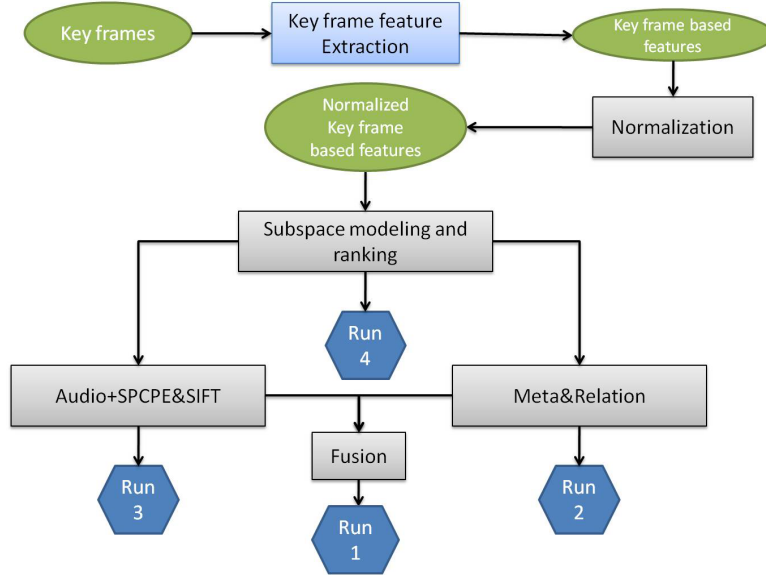 Key frames
Key frame feature
Extraction
Key frame based
features
Normalized
Key frame
based features
Normalization
Subspace modeling and
ranking
Run
4
Audio+SPCPE&SIFT
Meta&Relation
Fusion
Run
3
Run
1
Run
2